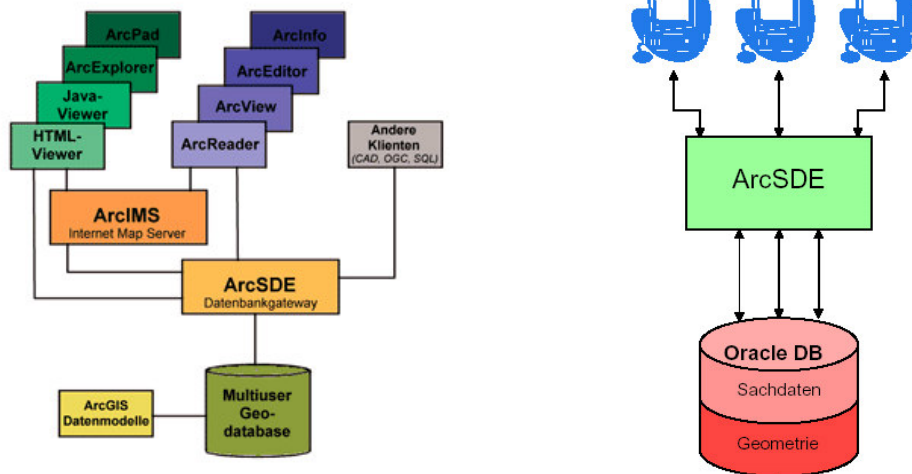 ArcPad
ArcExplorer
Java-
Viewer
HTML-
Viewer
ArcInfo
ArcEditor
ArcView
ArcReader
Andere
Klienten
(CAD, OGC, SQL)
ArcIMS
Internet Map Server
ArcSDE
Datenbankgateway
ArcGIS
Datenmodelle
Multiuser
Geo-
database
ArcSDE
Oracle DB
Sachdaten
Geometrie